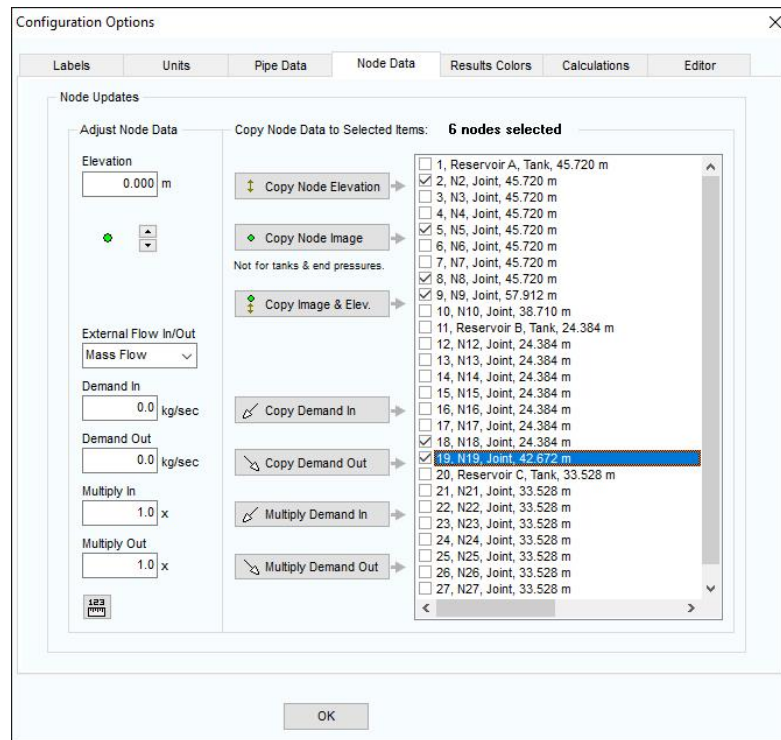 Configuration Options
Labels Units Pipe Data Node Data Results Colors Calculations Editor
Node Updates
Adjust Node Data
Elevation
0.000 m
External Flow In/Out
Mass Flow
Demand In
0.0 kg/sec
Demand Out
0.0 kg/sec
Multiply In
1.0 x
Multiply Out
1.0 x
123
Copy Node Data to Selected Items: 6 nodes selected
Copy Node Elevation
Copy Node Image
Not for tanks & end pressures.
Copy Image & Elev.
Copy Demand In
Copy Demand Out
Multiply Demand In
Multiply Demand Out
1, Reservoir A, Tank, 45.720 m
2, N2, Joint, 45.720 m
3, N3, Joint, 45.720 m
4, N4, Joint, 45.720 m
5, N5, Joint, 45.720 m
6, N6, Joint, 45.720 m
7, N7, Joint, 45.720 m
8, N8, Joint, 45.720 m
9, N9, Joint, 57.912 m
10, N10, Joint, 38.710 m
11, Reservoir B, Tank, 24.384 m
12, N12, Joint, 24.384 m
13, N13, Joint, 24.384 m
14, N14, Joint, 24.384 m
15, N15, Joint, 24.384 m
16, N16, Joint, 24.384 m
17, N17, Joint, 24.384 m
18, N18, Joint, 24.384 m
19, N19, Joint, 42.672 m
20, Reservoir C, Tank, 33.528 m
21, N21, Joint, 33.528 m
22, N22, Joint, 33.528 m
23, N23, Joint, 33.528 m
24, N24, Joint, 33.528 m
25, N25, Joint, 33.528 m
26, N26, Joint, 33.528 m
27, N27, Joint, 33.528 m
OK